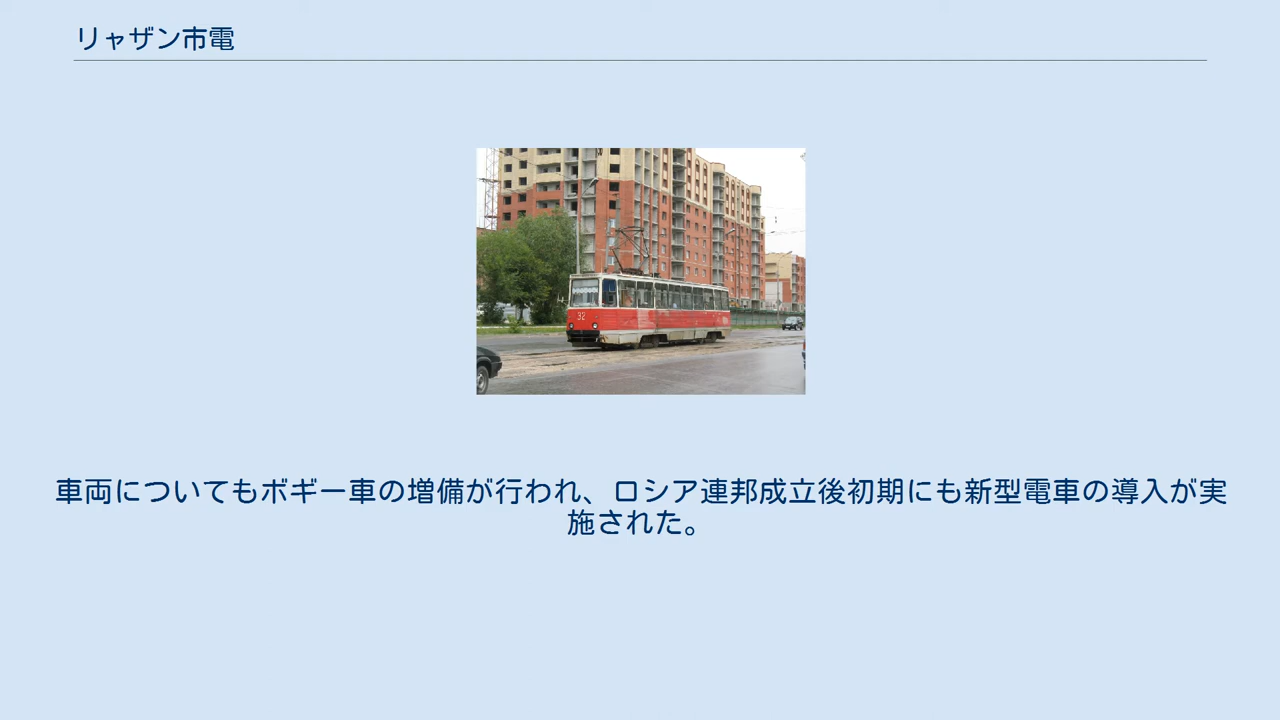 リャザン市電
32
車両についてもボギー車の増備が行われ、ロシア連邦成立後初期にも新型電車の導入が実
施された。